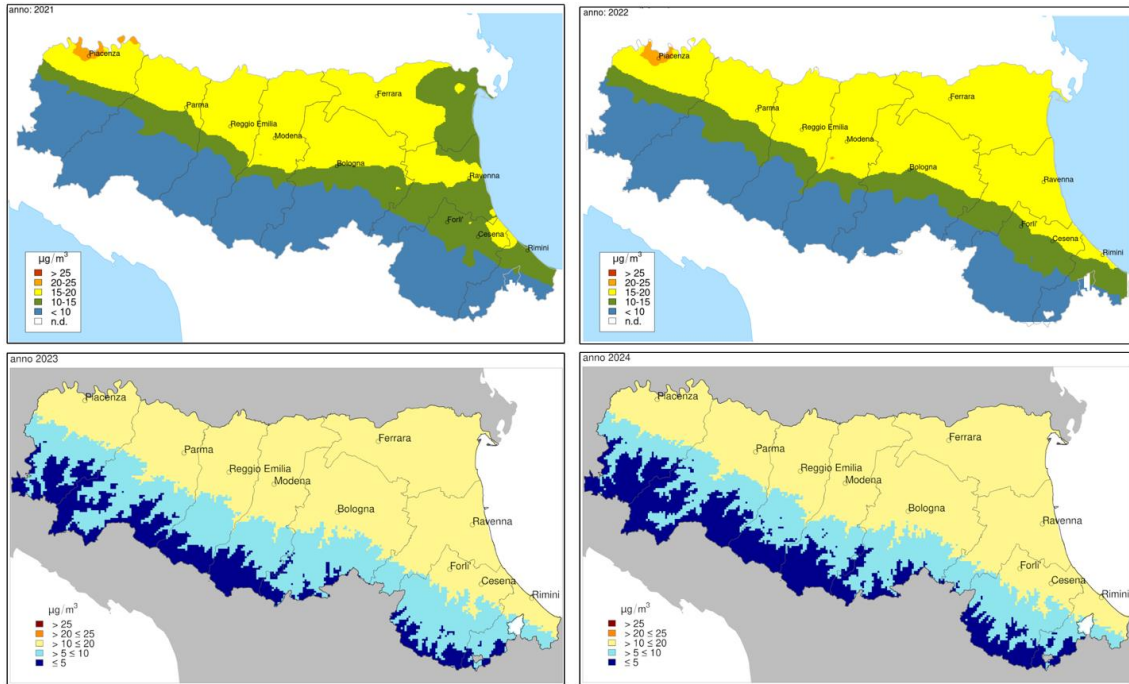 anno: 2021
Piacenza
Parma
Reggio Emilia
Modena
Ferrara
Bologna
Ravenna
Forli'
Cesena
Rimini
µg/m³
> 25
20-25
15-20
10-15
< 10
n.d.
anno: 2022
Piacenza
Parma
Reggio Emilia
Modena
Ferrara
Bologna
Ravenna
Forli'
Cesena
Rimini
µg/m³
> 25
20-25
15-20
10-15
< 10
n.d.
anno 2023
Piacenza
Parma
Reggio Emilia
Modena
Ferrara
Bologna
Ravenna
Forli'
Cesena
Rimini
µg/m³
> 25
> 20 ≤ 25
> 10 ≤ 20
> 5 ≤ 10
≤ 5
anno 2024
Piacenza
Parma
Reggio Emilia
Modena
Ferrara
Bologna
Ravenna
Forli'
Cesena
Rimini
µg/m³
> 25
> 20 ≤ 25
> 10 ≤ 20
> 5 ≤ 10
≤ 5